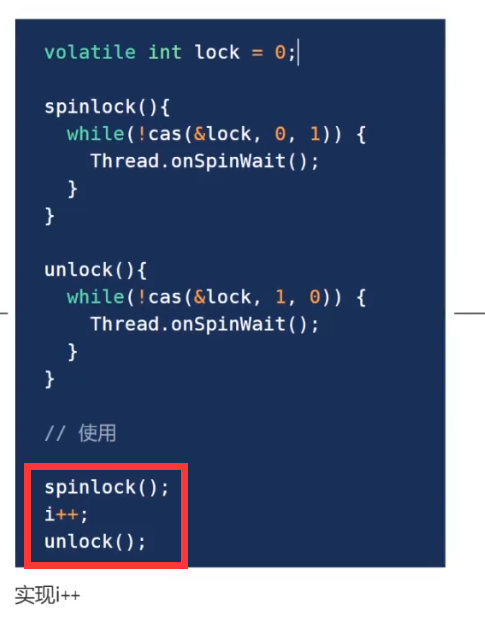 volatile int lock = 0;
spinlock(){
while(!cas(&lock, 0, 1)) {
Thread.onSpinWait();
}
}
unlock(){
while(!cas(&lock, 1, 0)) {
Thread.onSpinWait();
}
}
// 使用
spinlock();
i++;
unlock();
实现i++